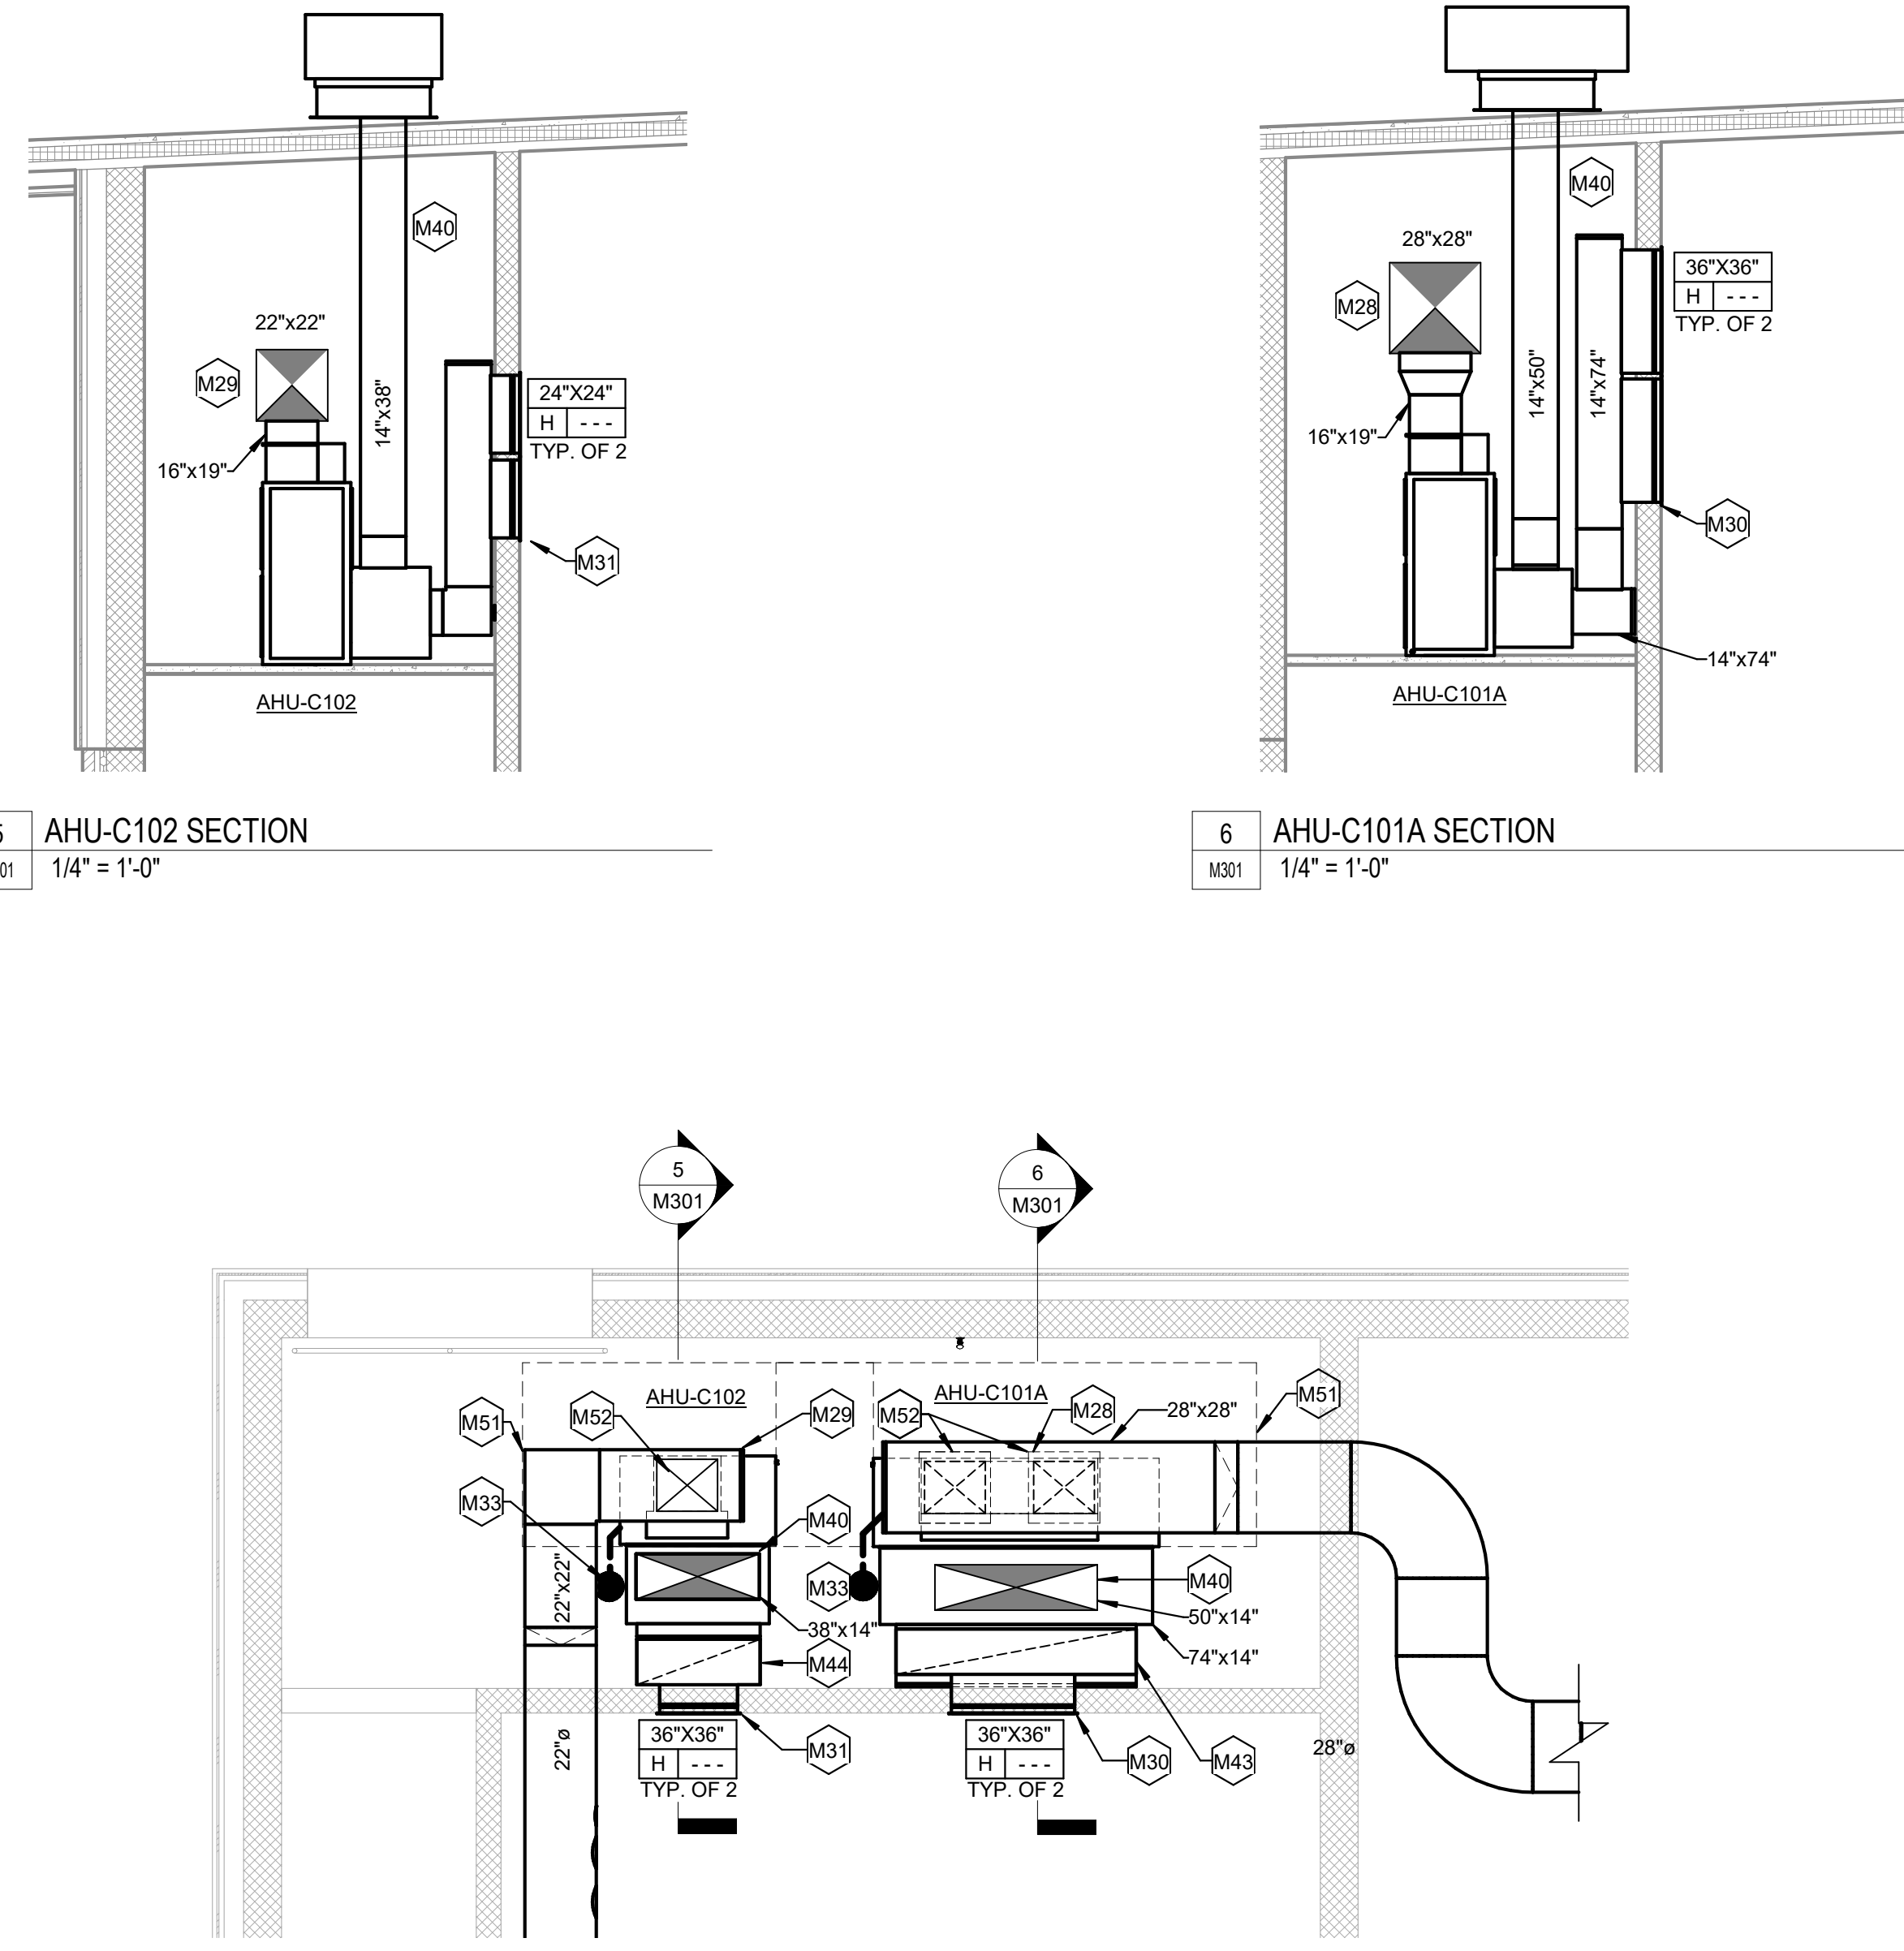 M40
22"x22"
M29
14"x38"
24"X24"
H - - -
TYP. OF 2
16"x19"
M31
AHU-C102
AHU-C102 SECTION
1/4" = 1'-0"
M40
28"x28"
M28
36"X36"
H - - -
TYP. OF 2
14"x50"
14"x74"
16"x19"
M30
14"x74"
AHU-C101A
6
M301
AHU-C101A SECTION
1/4" = 1'-0"
5
M301
6
M301
AHU-C102
AHU-C101A
M51
M52
M29
M52
M28
28"x28"
M51
M33
M40
22"x22"
M33
M40
38"x14"
50"x14"
M44
74"x14"
36"X36"
H - - -
TYP. OF 2
M31
36"X36"
H - - -
TYP. OF 2
M30
M43
22"ø
28"ø